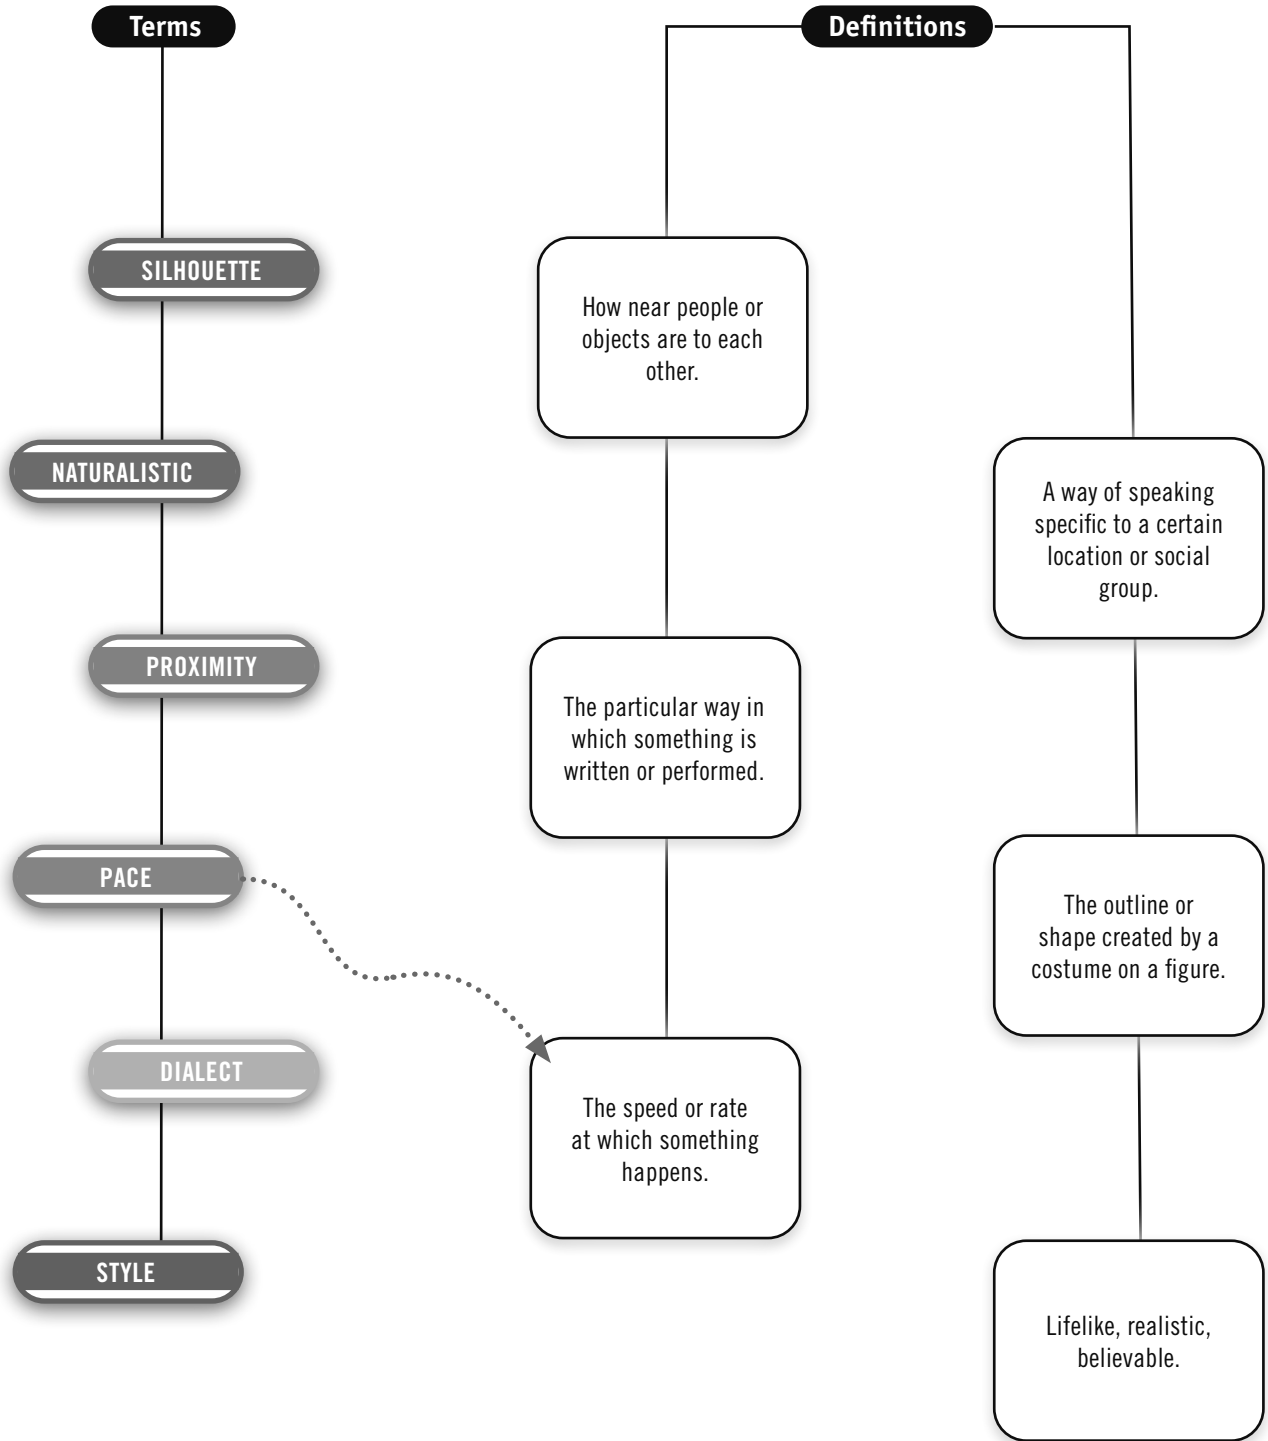 Terms
Definitions
SILHOUETTE
NATURALISTIC
PROXIMITY
PACE
DIALECT
STYLE
How near people or
objects are to each
other.
The particular way in
which something is
written or performed.
The speed or rate
at which something
happens.
A way of speaking
specific to a certain
location or social
group.
The outline or
shape created by a
costume on a figure.
Lifelike, realistic,
believable.